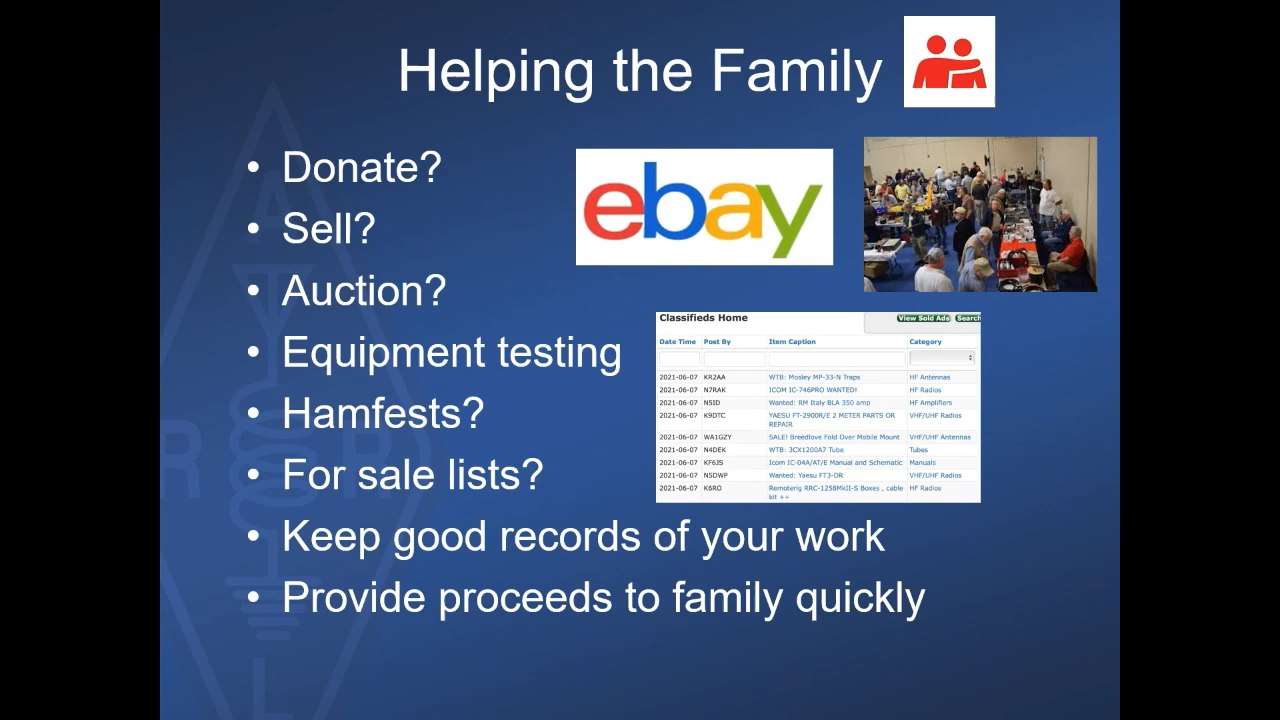 Helping the Family
• Donate?
• Sell?
• Auction?
• Equipment testing
• Hamfests?
• For sale lists?
• Keep good records of your work
• Provide proceeds to family quickly
ebay
Classifieds Home
View Sold Ads Search
Date Time Post By Item Caption Category
2021-06-07 KR2AA WTB: Mosley MP-33-N Traps HF Antennas
2021-06-07 N7RAK ICOM IC-746PRO WANTED! HF Radios
2021-06-07 N5ID Wanted: RM Italy BLA 350 amp HF Amplifiers
2021-06-07 K9DTC YAESU FT-2900R/E 2 METER PARTS OR VHF/UHF Radios
REPAIR
2021-06-07 WA1GZY SALE! Breedlove Fold Over Mobile Mount VHF/UHF Antennas
2021-06-07 N4DEK WTB: 3CX1200A7 Tube Tubes
2021-06-07 KF6JS Icom IC-04A/AT/E Manual and Schematic Manuals
2021-06-07 N5DWP Wanted: Yaesu FT3-DR VHF/UHF Radios
2021-06-07 K6RO Remoterig RRC-1258MkII-S Boxes , cable HF Radios
kit ++
A
R R
L